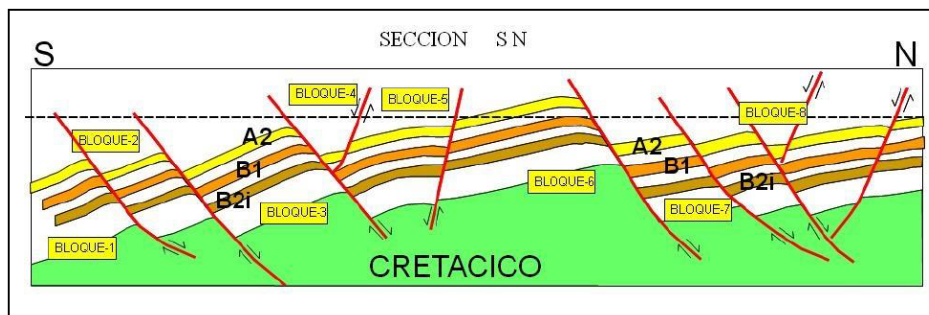 SECCION S N
S
N
BLOQUE-4
BLOQUE-5
BLOQUE-8
BLOQUE-2
A2
A2
B1
B1
B2i
B2i
BLOQUE-6
BLOQUE-3
BLOQUE-7
BLOQUE-1
CRETACICO